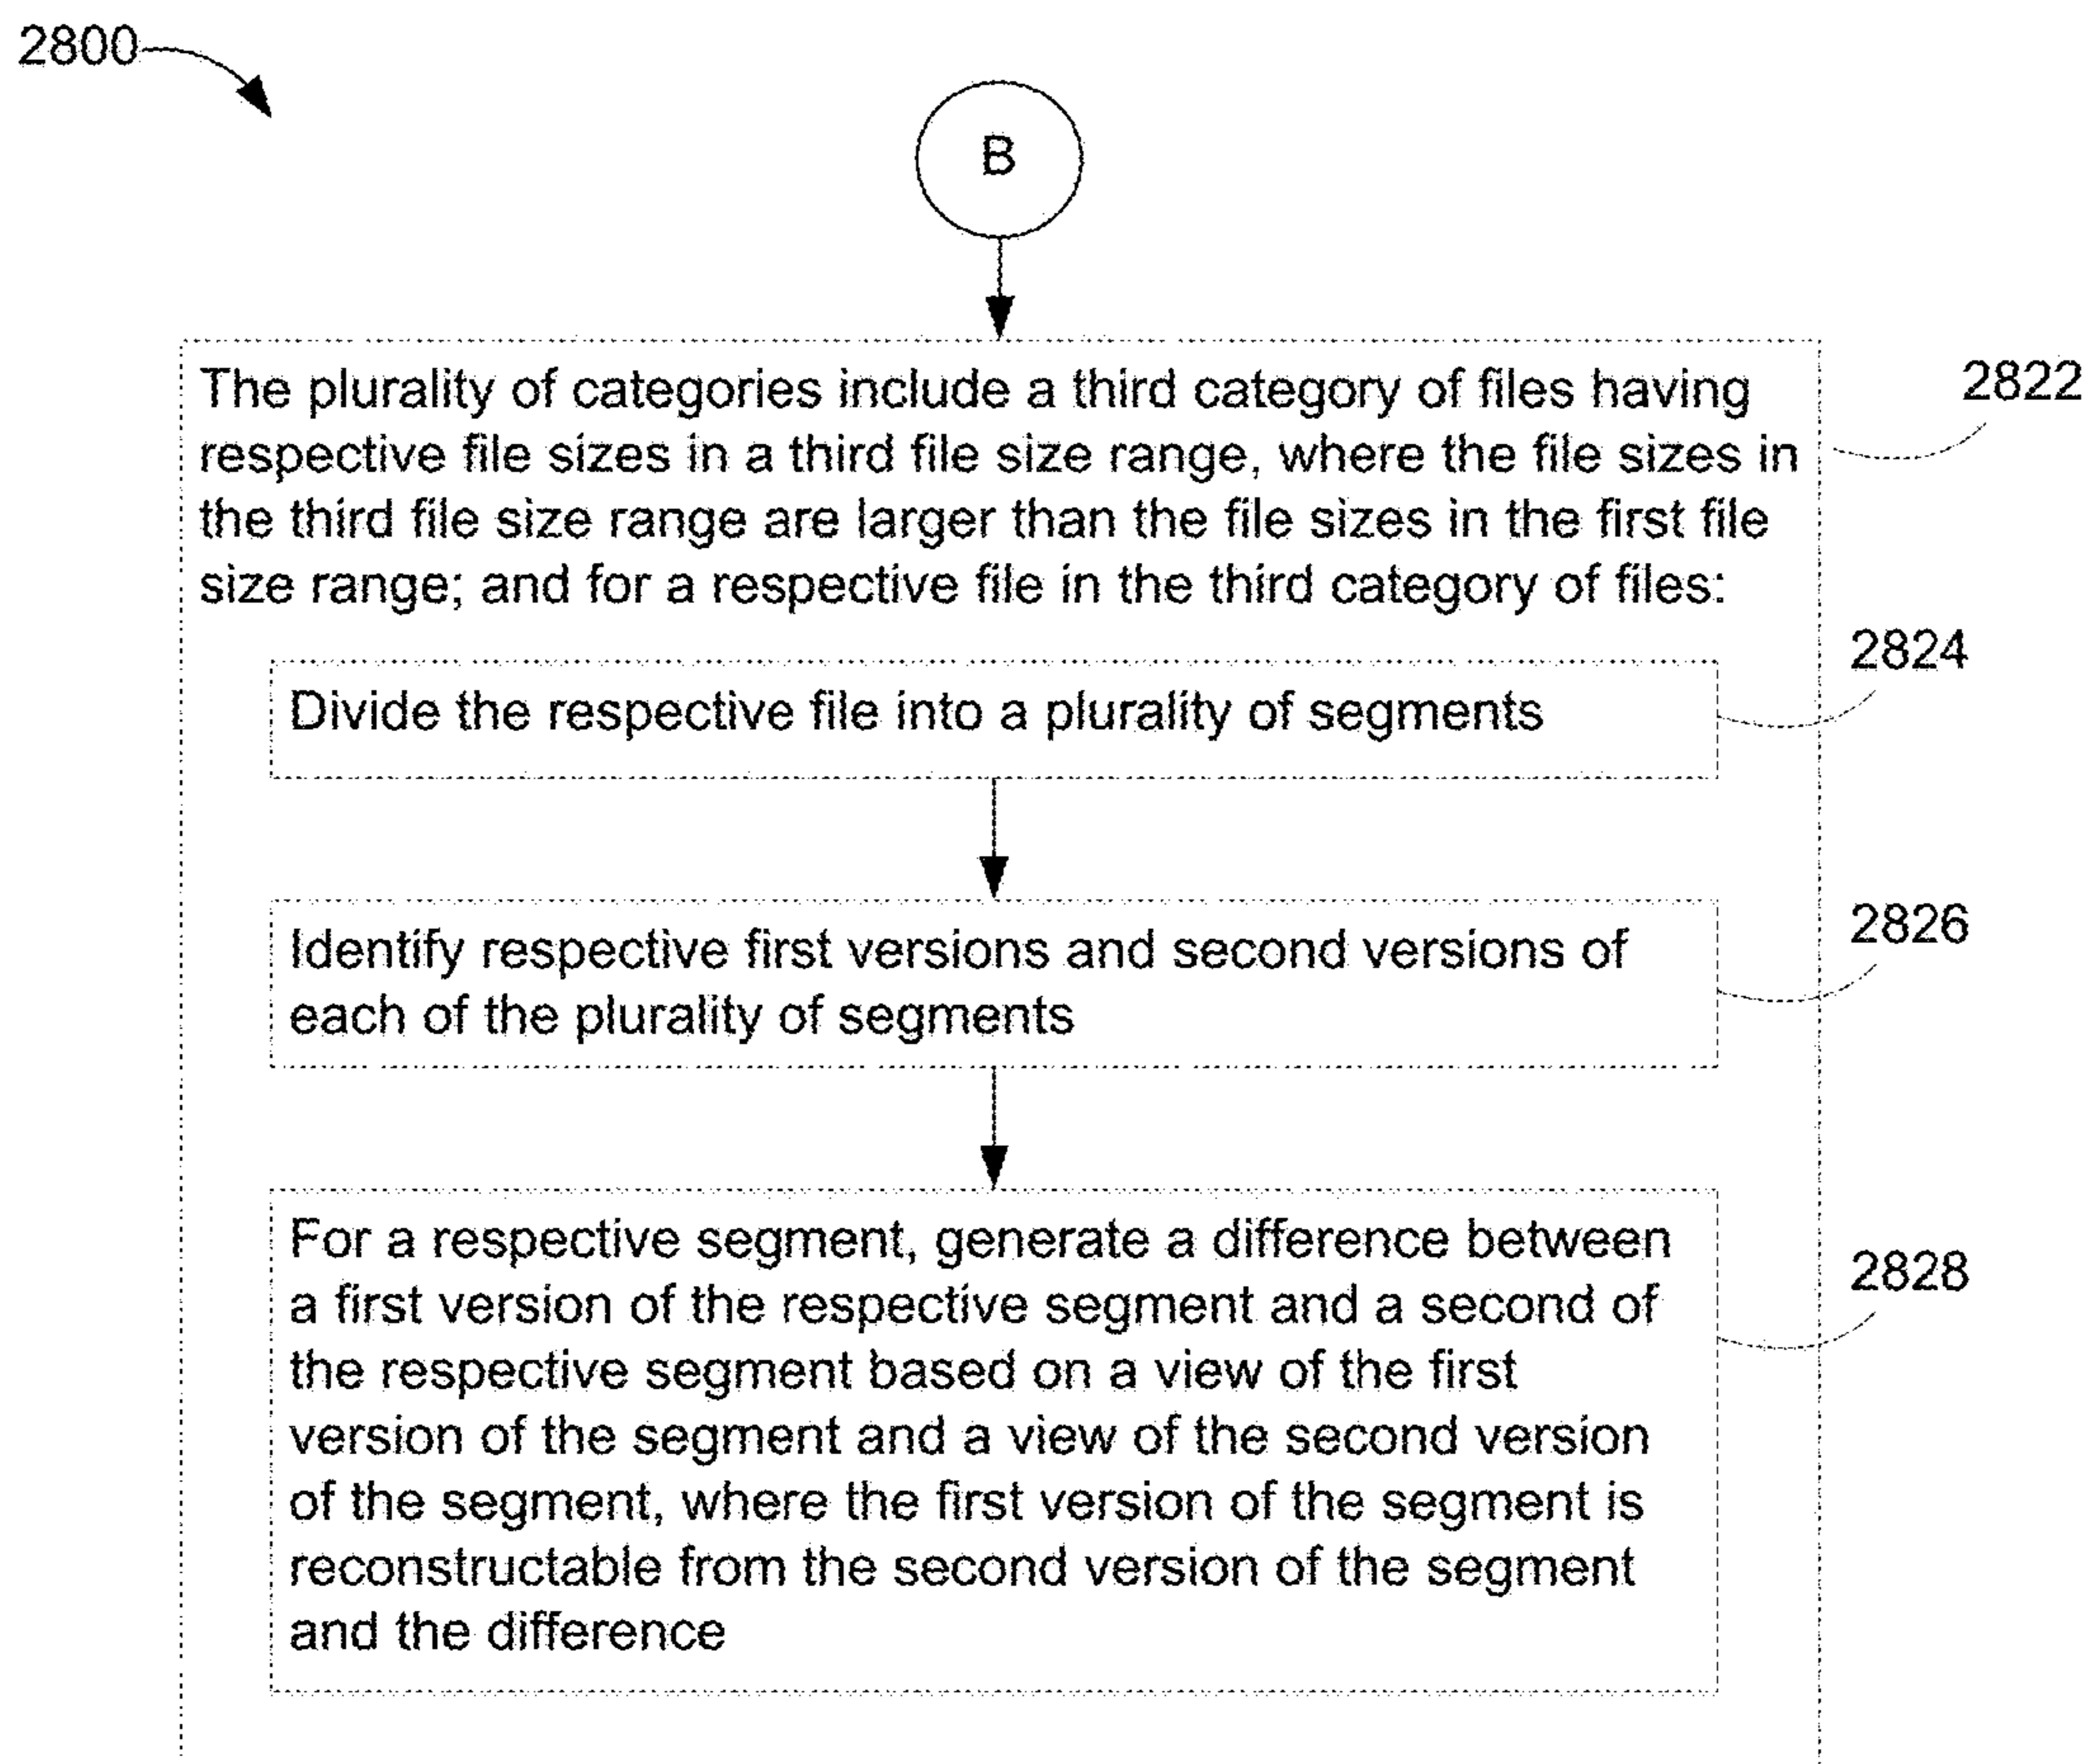 2800
B
The plurality of categories include a third category of files having
respective file sizes in a third file size range, where the file sizes in
the third file size range are larger than the file sizes in the first file
size range; and for a respective file in the third category of files:
2822
Divide the respective file into a plurality of segments
2824
Identify respective first versions and second versions of
each of the plurality of segments
2826
For a respective segment, generate a difference between
a first version of the respective segment and a second of
the respective segment based on a view of the first
version of the segment and a view of the second version
of the segment, where the first version of the segment is
reconstructable from the second version of the segment
and the difference
2828